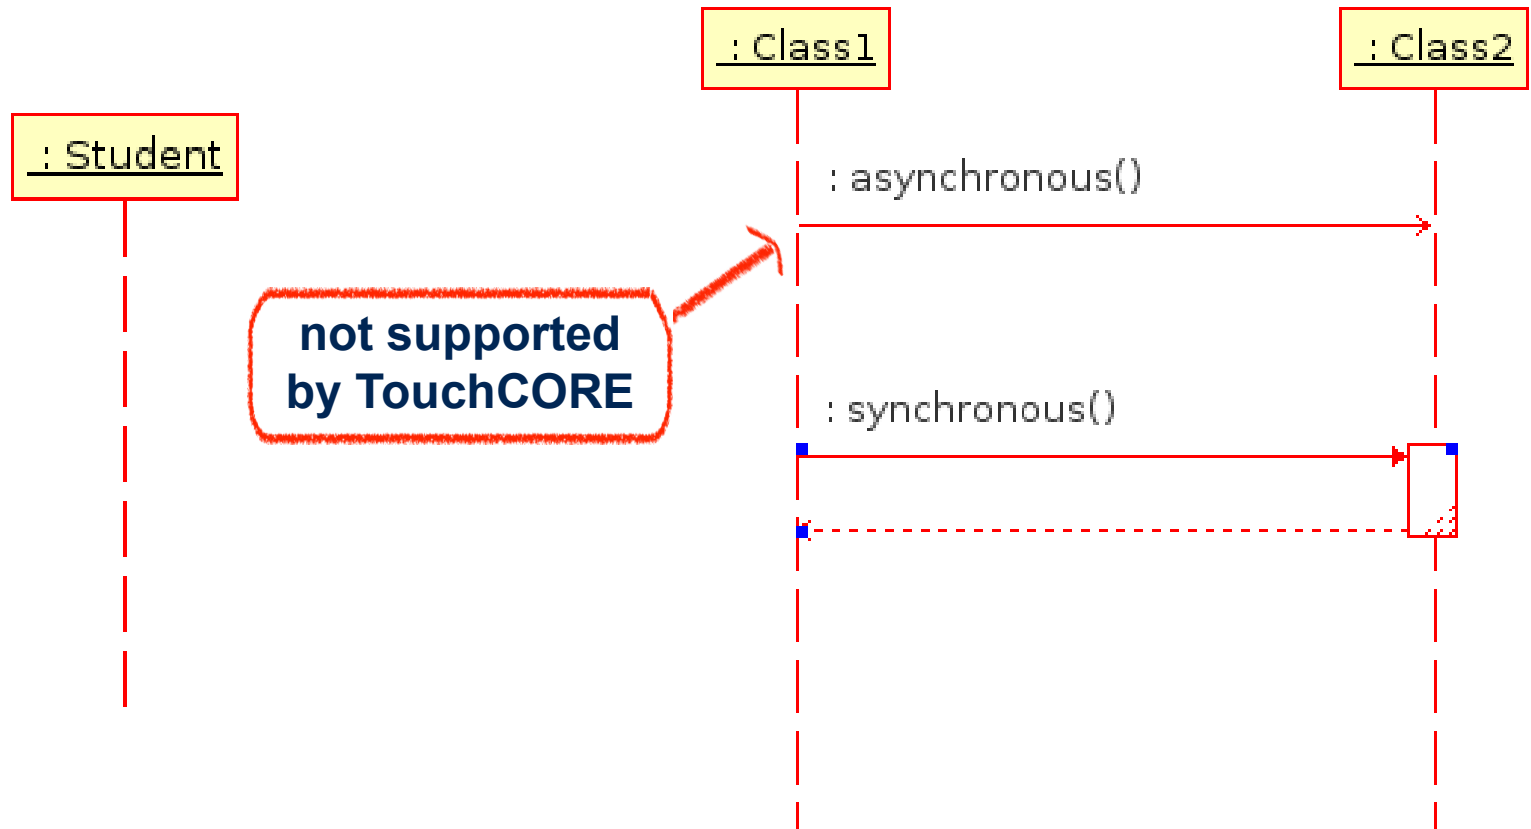 : Class1
: Class2
: Student
: asynchronous()
not supported
by TouchCORE
: synchronous()